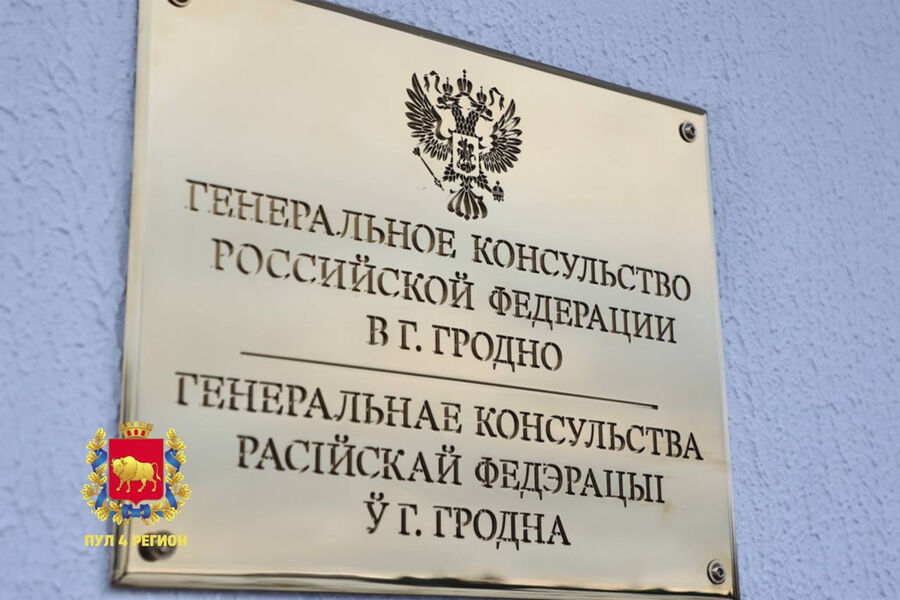 ГЕНЕРАЛЬНОЕ КОНСУЛЬСТВО
РОССИЙСКОЙ ФЕДЕРАЦИИ
В Г. ГРОДНО
ГЕНЕРАЛЬНАЕ КОНСУЛЬСТВА
РАСІЙСКАЙ ФЕДЭРАЦЫІ
Ў Г. ГРОДНА
ПУЛ 4 РЕГИОН